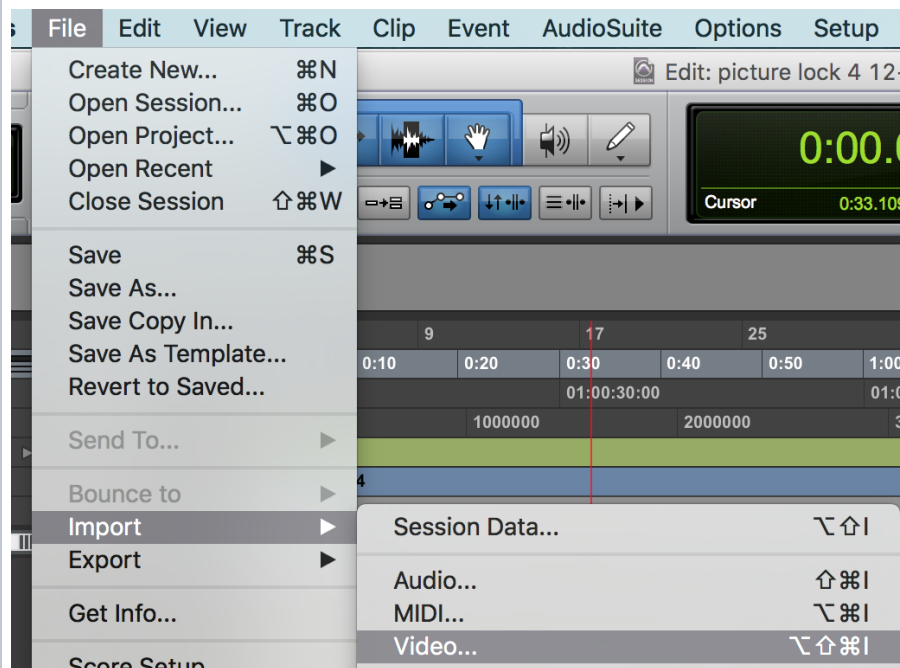 File Edit View Track Clip Event AudioSuite Options Setup
Create New... ⌘N
Open Session... ⌘O
Open Project... ⌥⌘O
Open Recent ▶
Close Session ⇧⌘W
Save ⌘S
Save As...
Save Copy In...
Save As Template...
Revert to Saved...
Send To... ▶
Bounce to ▶
Import ▶
Export ▶
Get Info...
Score Setup
Edit: picture lock 4 12-
0:00.
Cursor 0:33.109
9 17 25
0:10 0:20 0:30 0:40 0:50 1:00
01:00:30:00 01:
1000000 2000000
4
Session Data... ⌥⇧I
Audio... ⇧⌘I
MIDI... ⌥⌘I
Video... ⌥⇧⌘I